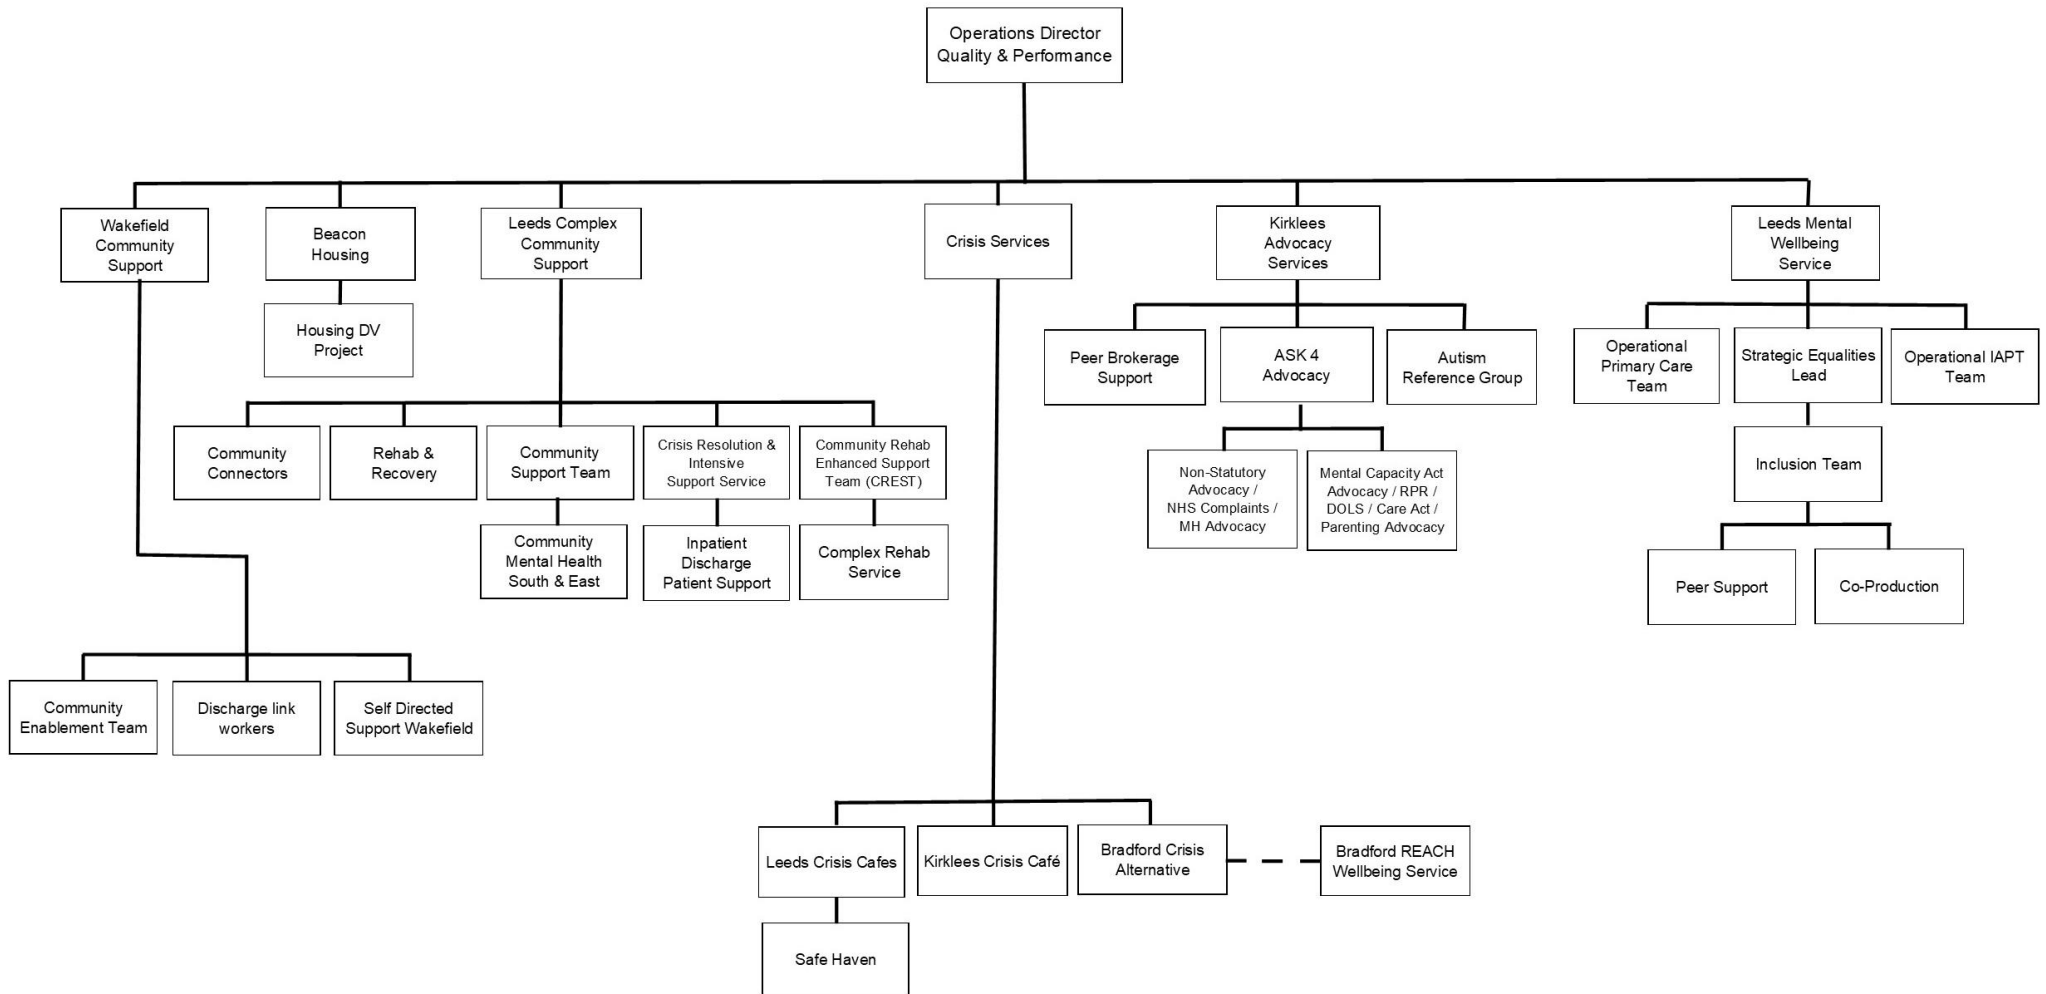 Operations Director
Quality & Performance
Wakefield
Community
Support
Beacon
Housing
Leeds Complex
Community
Support
Crisis Services
Kirklees
Advocacy
Services
Leeds Mental
Wellbeing
Service
Housing DV
Project
Peer Brokerage
Support
ASK 4
Advocacy
Autism
Reference Group
Operational
Primary Care
Team
Strategic Equalities
Lead
Operational IAPT
Team
Community
Connectors
Rehab &
Recovery
Community
Support Team
Crisis Resolution &
Intensive
Support Service
Community Rehab
Enhanced Support
Team (CREST)
Non-Statutory
Advocacy /
NHS Complaints /
MH Advocacy
Mental Capacity Act
Advocacy / RPR /
DOLS / Care Act /
Parenting Advocacy
Inclusion Team
Community
Mental Health
South & East
Inpatient
Discharge
Patient Support
Complex Rehab
Service
Peer Support
Co-Production
Community
Enablement Team
Discharge link
workers
Self Directed
Support Wakefield
Leeds Crisis Cafes
Kirklees Crisis Café
Bradford Crisis
Alternative
Bradford REACH
Wellbeing Service
Safe Haven